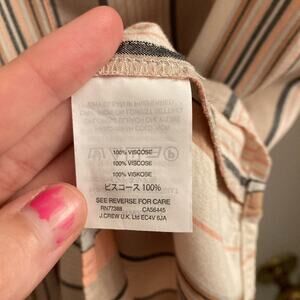 100% VISCOSE
100% VISCOSE
100% VISKOSE
ビスコース 100%
SEE REVERSE FOR CARE
RN77388 CA56445
J.CREW U.K. Ltd EC4V 6JA